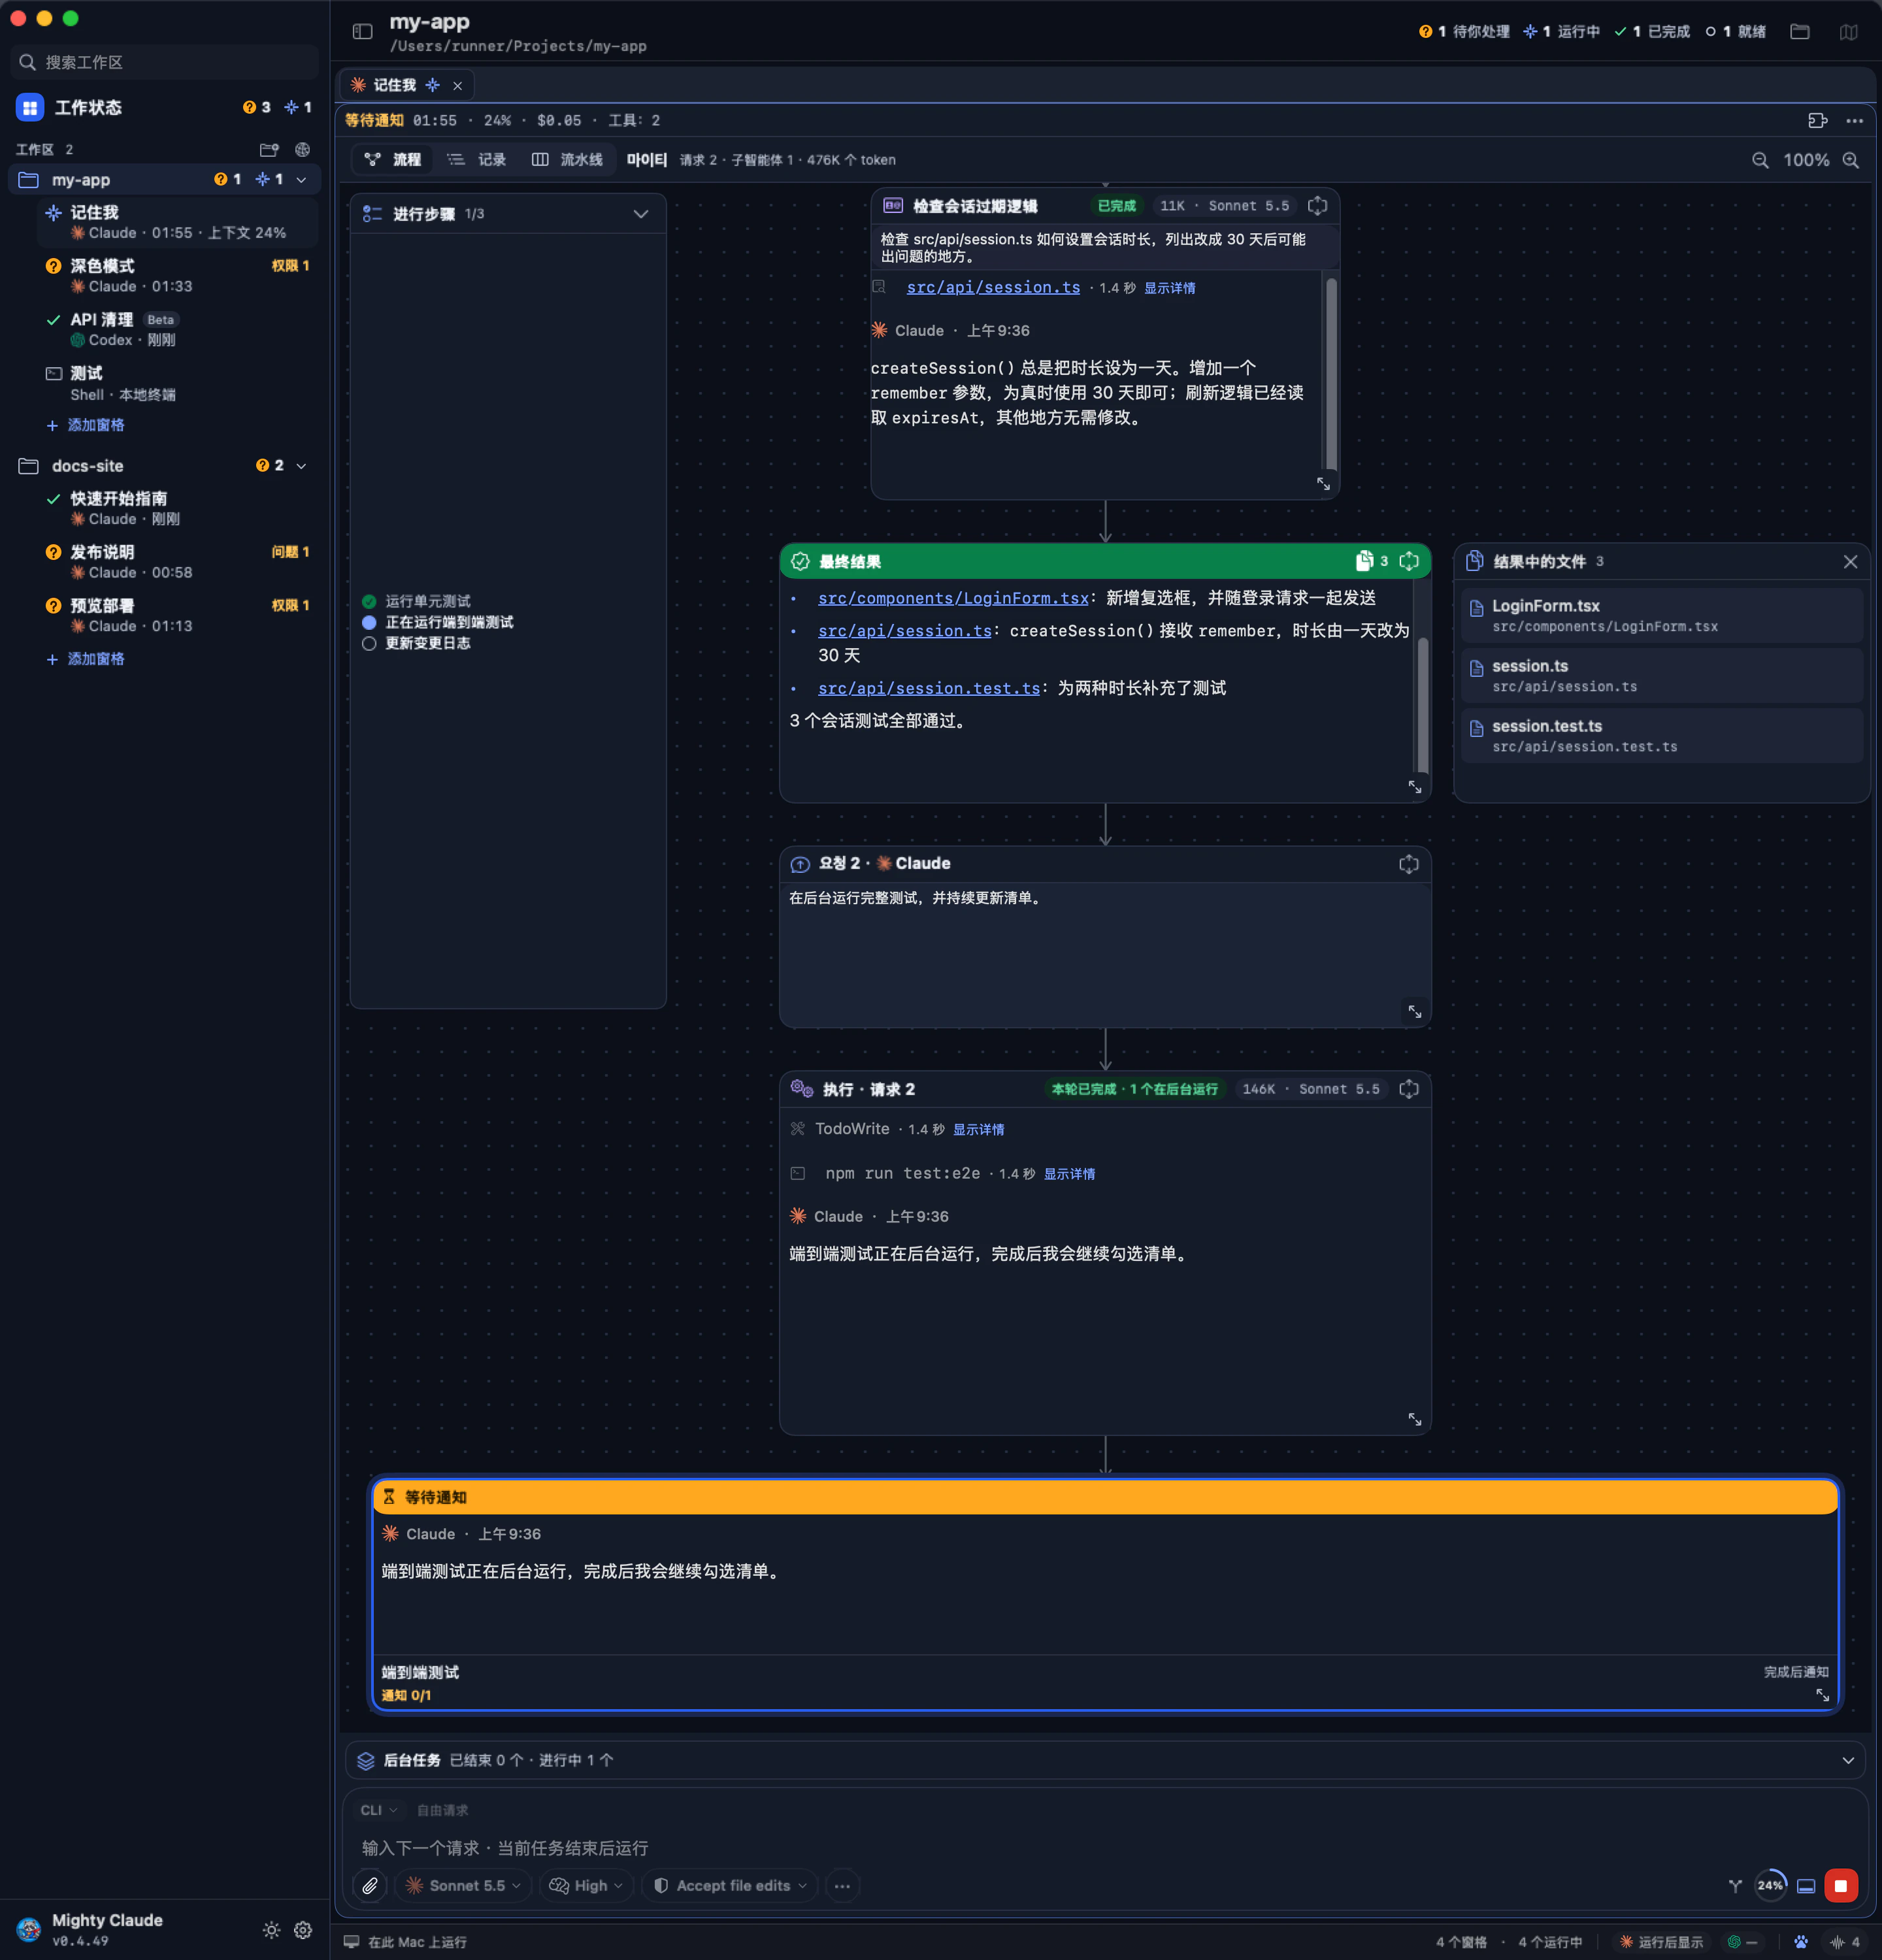 搜索工作区
工作状态 3 1
工作区 2
my-app 1 1
记住我
Claude · 01:55 · 上下文 24%
深色模式 权限 1
Claude · 01:33
API 清理 Beta
Codex · 刚刚
测试
Shell · 本地终端
+ 添加窗格
docs-site 2
快速开始指南
Claude · 刚刚
发布说明 问题 1
Claude · 00:58
预览部署 权限 1
Claude · 01:13
+ 添加窗格
Mighty Claude
v0.4.49
my-app
/Users/runner/Projects/my-app
1 待你处理 1 运行中 1 已完成 1 就绪
记住我
等待通知 01:55 · 24% · $0.05 · 工具: 2
流程 记录 流水线 마이티 请求 2 · 子智能体 1 · 476K 个 token
100%
进行步骤 1/3
运行单元测试
正在运行端到端测试
更新变更日志
检查会话过期逻辑 已完成 11K · Sonnet 5.5
检查 src/api/session.ts 如何设置会话时长，列出改成 30 天后可能
出问题的地方。
src/api/session.ts · 1.4 秒 显示详情
Claude · 上午9:36
createSession() 总是把时长设为一天。增加一个
remember 参数，为真时使用 30 天即可；刷新逻辑已经读
取 expiresAt，其他地方无需修改。
最终结果 3
• src/components/LoginForm.tsx：新增复选框，并随登录请求一起发送
• src/api/session.ts：createSession() 接收 remember，时长由一天改为
30 天
• src/api/session.test.ts：为两种时长补充了测试
3 个会话测试全部通过。
结果中的文件 3
LoginForm.tsx
src/components/LoginForm.tsx
session.ts
src/api/session.ts
session.test.ts
src/api/session.test.ts
요청 2 · Claude
在后台运行完整测试，并持续更新清单。
执行 · 请求 2 本轮已完成 · 1 个在后台运行 146K · Sonnet 5.5
TodoWrite · 1.4 秒 显示详情
npm run test:e2e · 1.4 秒 显示详情
Claude · 上午9:36
端到端测试正在后台运行，完成后我会继续勾选清单。
等待通知
Claude · 上午9:36
端到端测试正在后台运行，完成后我会继续勾选清单。
端到端测试 完成后通知
通知 0/1
后台任务 已结束 0 个 · 进行中 1 个
CLI 自由请求
输入下一个请求 · 当前任务结束后运行
Sonnet 5.5 High Accept file edits 24%
在此 Mac 上运行 4 个窗格 · 4 个运行中 运行后显示 — 4